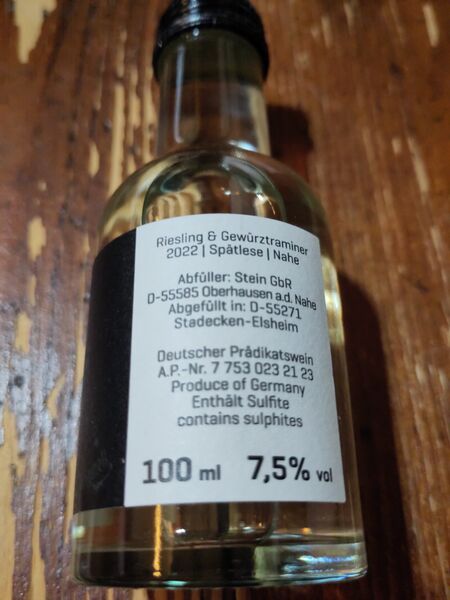 Riesling & Gewürztraminer
2022 | Spätlese | Nahe
Abfüller: Stein GbR
D-55585 Oberhausen a.d. Nahe
Abgefüllt in: D-55271
Stadecken-Elsheim
Deutscher Prädikatswein
A.P.-Nr. 7 753 023 21 23
Produce of Germany
Enthält Sulfite
contains sulphites
100 ml 7,5% vol